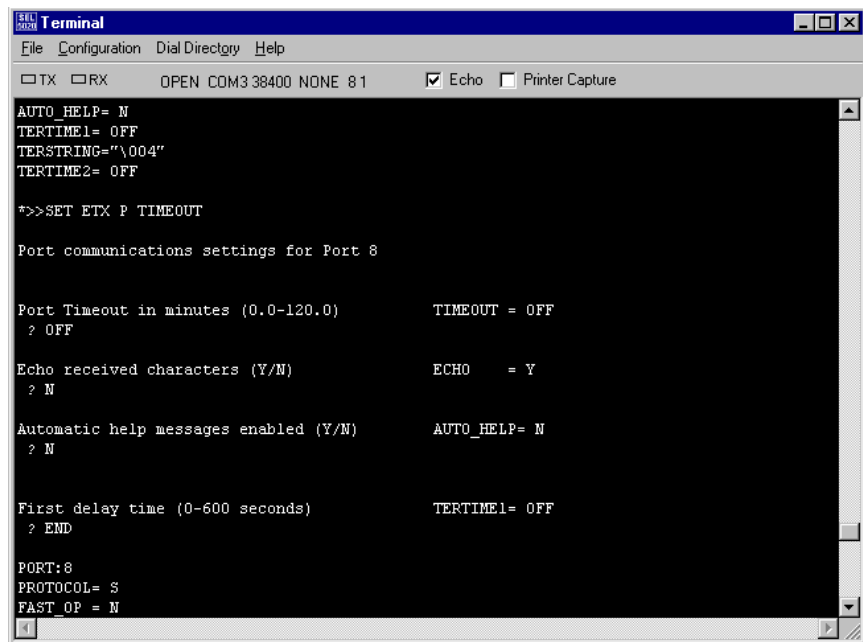 SEL 5020 Terminal
File Configuration Dial Directory Help
TX RX OPEN COM3 38400 NONE 8 1 Echo Printer Capture
AUTO_HELP= N
TERTIME1= OFF
TERSTRING="\004"
TERTIME2= OFF
*>>SET ETX P TIMEOUT
Port communications settings for Port 8
Port Timeout in minutes (0.0-120.0) TIMEOUT = OFF
? OFF
Echo received characters (Y/N) ECHO = Y
? N
Automatic help messages enabled (Y/N) AUTO_HELP= N
? N
First delay time (0-600 seconds) TERTIME1= OFF
? END
PORT:8
PROTOCOL= S
FAST_OP = N